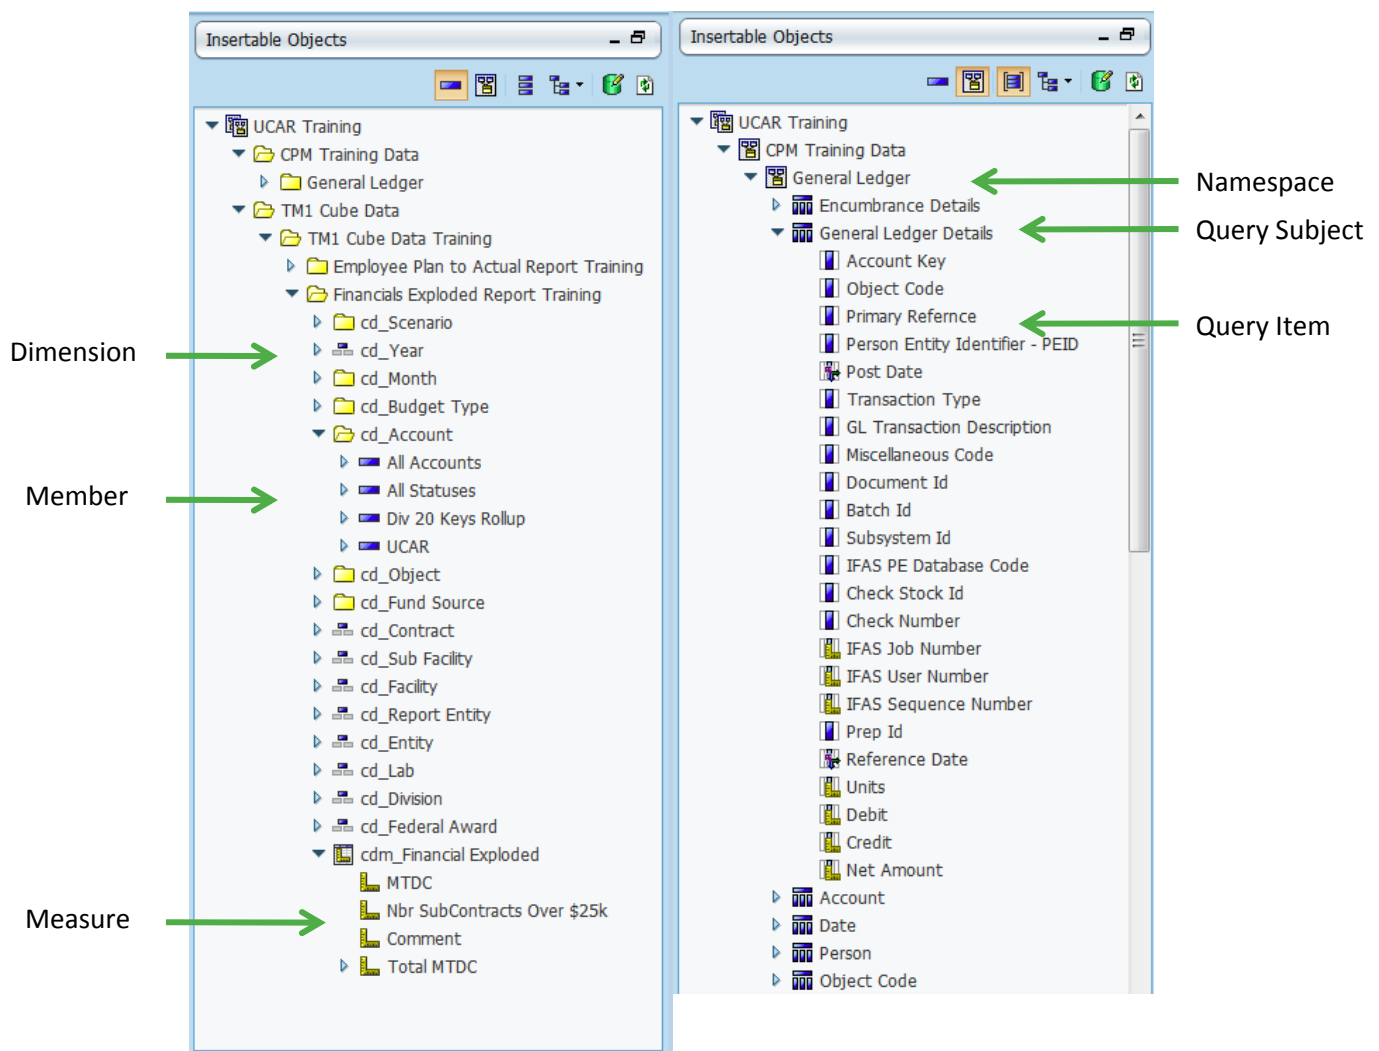 Insertable Objects
UCAR Training
CPM Training Data
General Ledger
TM1 Cube Data
TM1 Cube Data Training
Employee Plan to Actual Report Training
Financials Exploded Report Training
cd_Scenario
Dimension
cd_Year
cd_Month
cd_Budget Type
cd_Account
All Accounts
Member
All Statuses
Div 20 Keys Rollup
UCAR
cd_Object
cd_Fund Source
cd_Contract
cd_Sub Facility
cd_Facility
cd_Report Entity
cd_Entity
cd_Lab
cd_Division
cd_Federal Award
cdm_Financial Exploded
MTDC
Measure
Nbr SubContracts Over $25k
Comment
Total MTDC
Insertable Objects
UCAR Training
CPM Training Data
General Ledger
Namespace
Encumbrance Details
General Ledger Details
Query Subject
Account Key
Object Code
Primary Refernce
Query Item
Person Entity Identifier - PEID
Post Date
Transaction Type
GL Transaction Description
Miscellaneous Code
Document Id
Batch Id
Subsystem Id
IFAS PE Database Code
Check Stock Id
Check Number
IFAS Job Number
IFAS User Number
IFAS Sequence Number
Prep Id
Reference Date
Units
Debit
Credit
Net Amount
Account
Date
Person
Object Code